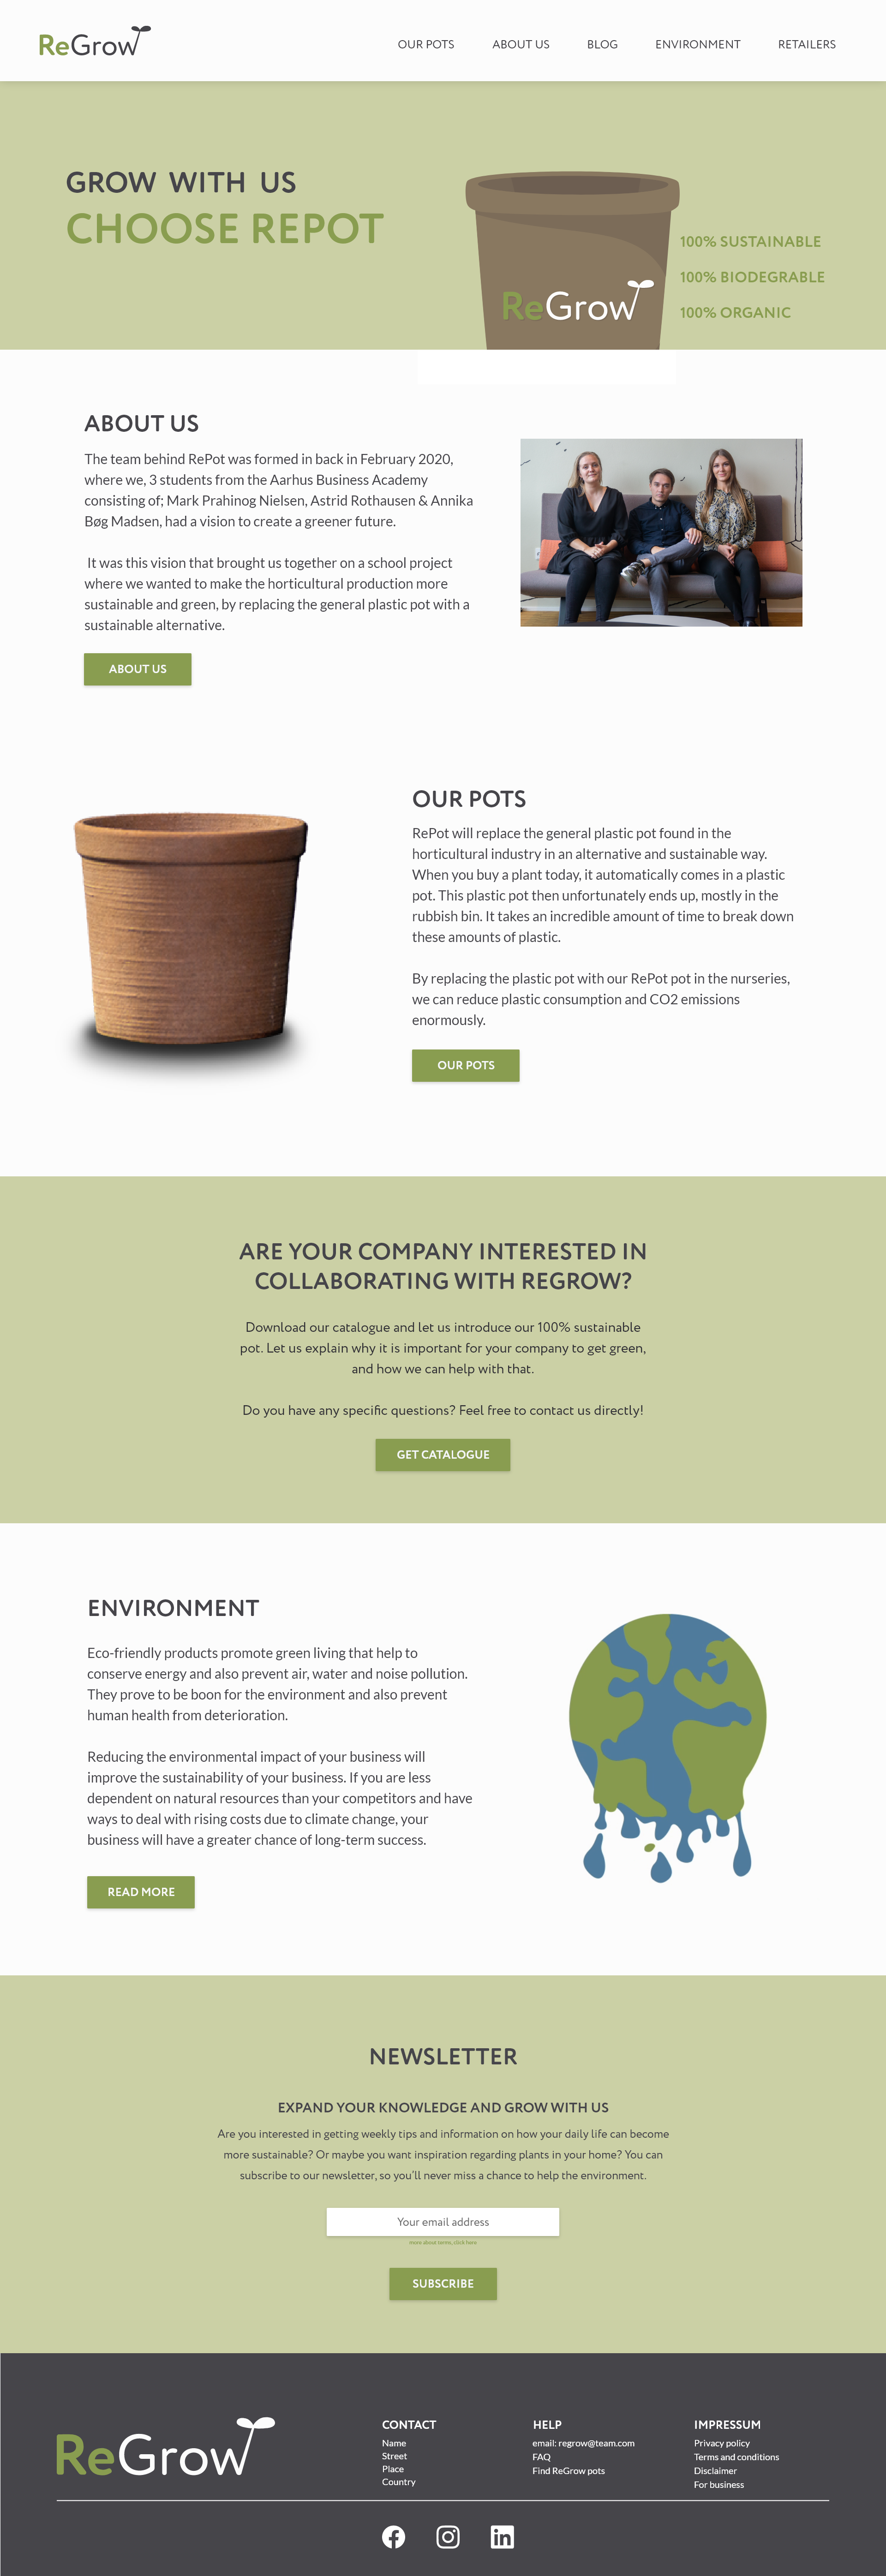 ReGrow
OUR POTS ABOUT US BLOG ENVIRONMENT RETAILERS
GROW WITH US
CHOOSE REPOT
ReGrow
100% SUSTAINABLE
100% BIODEGRABLE
100% ORGANIC
ABOUT US
The team behind RePot was formed in back in February 2020,
where we, 3 students from the Aarhus Business Academy
consisting of; Mark Prahinog Nielsen, Astrid Rothausen & Annika
Bøg Madsen, had a vision to create a greener future.
It was this vision that brought us together on a school project
where we wanted to make the horticultural production more
sustainable and green, by replacing the general plastic pot with a
sustainable alternative.
ABOUT US
OUR POTS
RePot will replace the general plastic pot found in the
horticultural industry in an alternative and sustainable way.
When you buy a plant today, it automatically comes in a plastic
pot. This plastic pot then unfortunately ends up, mostly in the
rubbish bin. It takes an incredible amount of time to break down
these amounts of plastic.
By replacing the plastic pot with our RePot pot in the nurseries,
we can reduce plastic consumption and CO2 emissions
enormously.
OUR POTS
ARE YOUR COMPANY INTERESTED IN
COLLABORATING WITH REGROW?
Download our catalogue and let us introduce our 100% sustainable
pot. Let us explain why it is important for your company to get green,
and how we can help with that.
Do you have any specific questions? Feel free to contact us directly!
GET CATALOGUE
ENVIRONMENT
Eco-friendly products promote green living that help to
conserve energy and also prevent air, water and noise pollution.
They prove to be boon for the environment and also prevent
human health from deterioration.
Reducing the environmental impact of your business will
improve the sustainability of your business. If you are less
dependent on natural resources than your competitors and have
ways to deal with rising costs due to climate change, your
business will have a greater chance of long-term success.
READ MORE
NEWSLETTER
EXPAND YOUR KNOWLEDGE AND GROW WITH US
Are you interested in getting weekly tips and information on how your daily life can become
more sustainable? Or maybe you want inspiration regarding plants in your home? You can
subscribe to our newsletter, so you'll never miss a chance to help the environment.
Your email address
more about terms, click here
SUBSCRIBE
ReGrow
CONTACT
Name
Street
Place
Country
HELP
email: regrow@team.com
FAQ
Find ReGrow pots
IMPRESSUM
Privacy policy
Terms and conditions
Disclaimer
For business